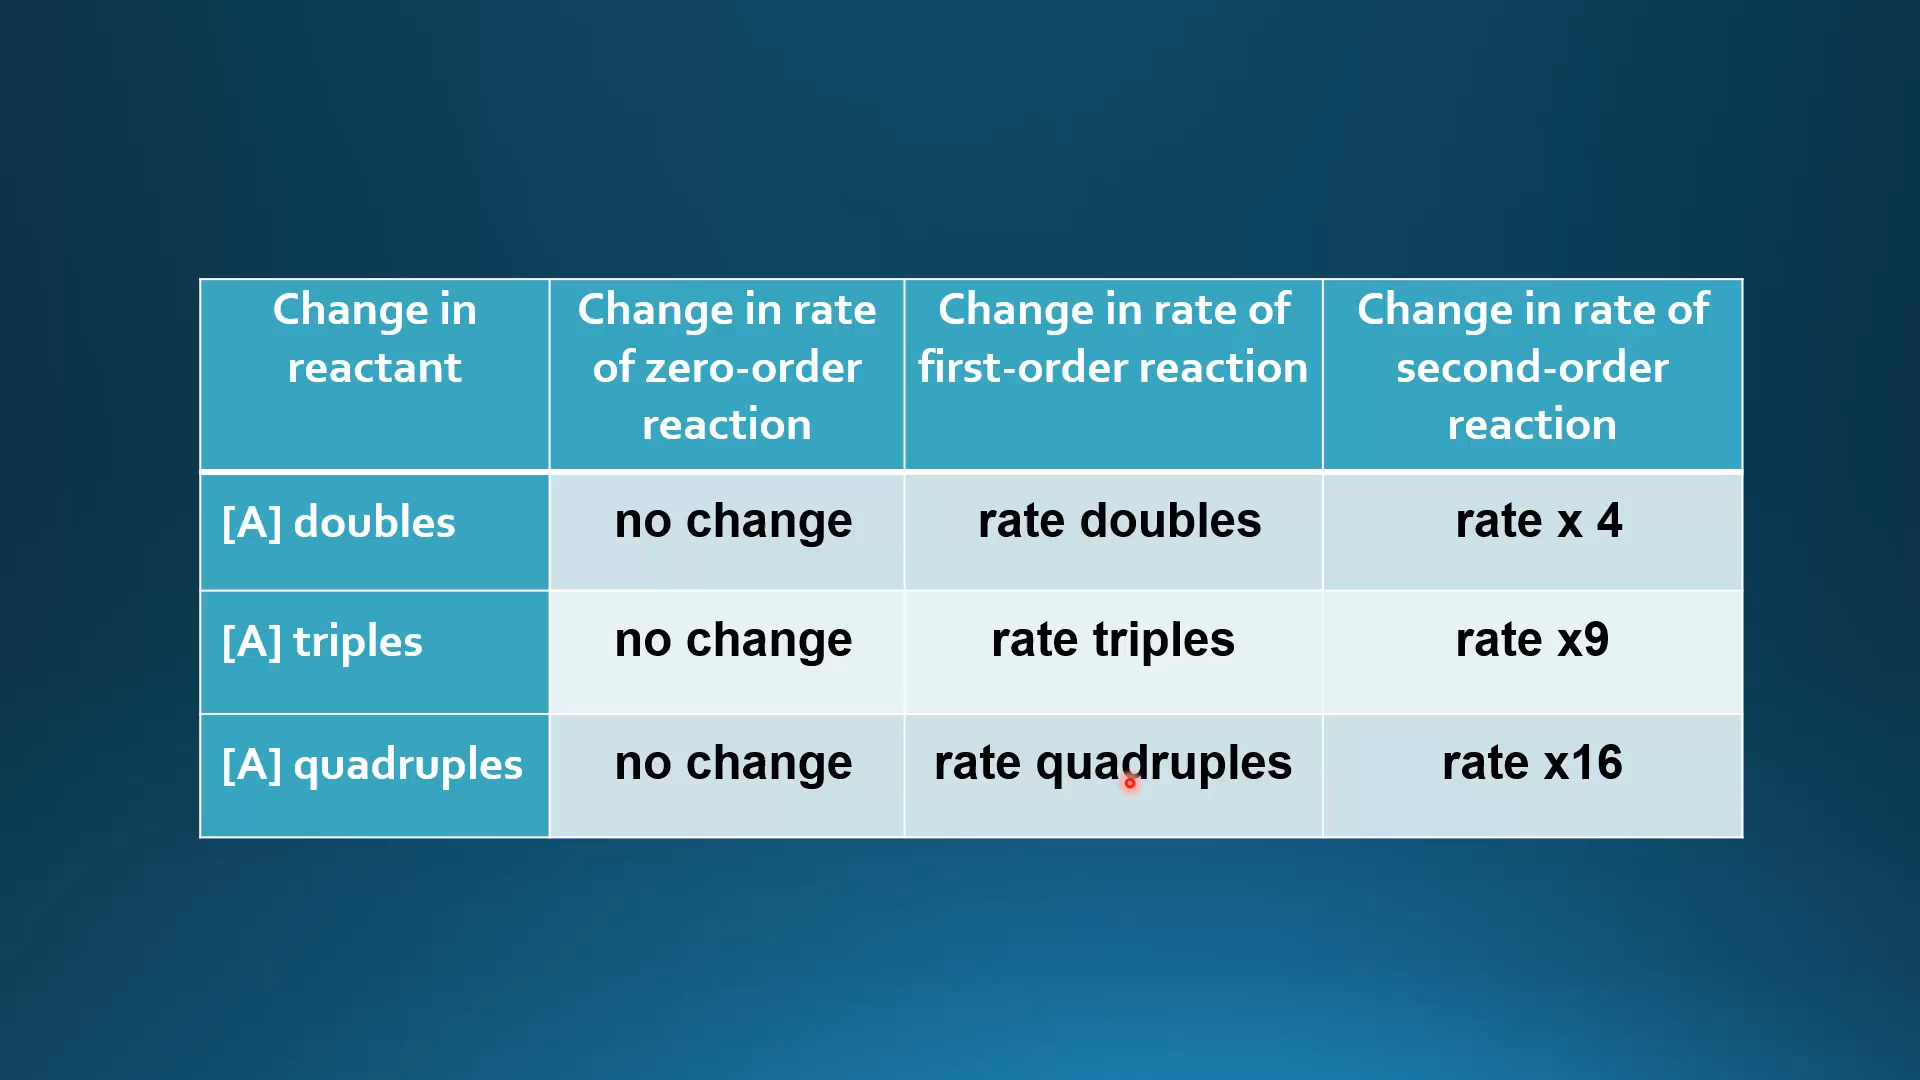 Change in
reactant
Change in rate
of zero-order
reaction
Change in rate of
first-order reaction
Change in rate of
second-order
reaction
[A] doubles
no change
rate doubles
rate x 4
[A] triples
no change
rate triples
rate x9
[A] quadruples
no change
rate quadruples
rate x16